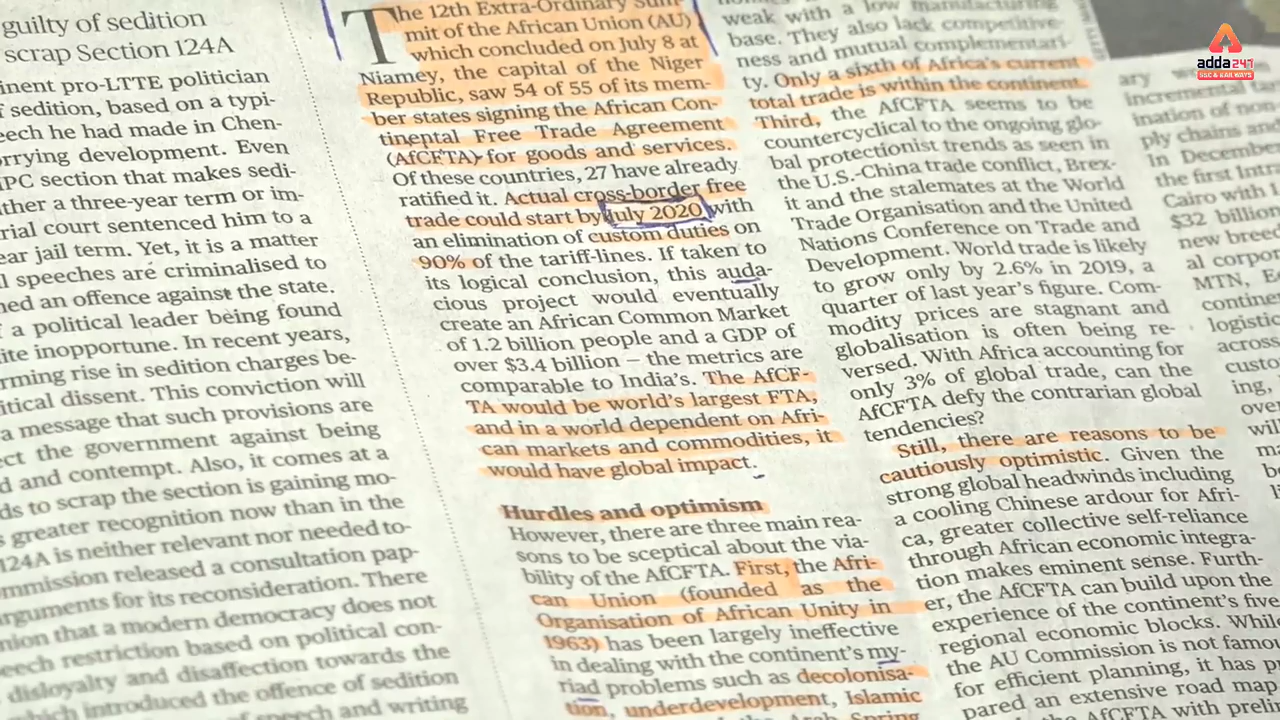 guilty of sedition
scrap Section 124A
inent pro-LTTE politician
f sedition, based on a typi-
eech he had made in Chen-
orrying development. Even
IPC section that makes sedi-
ither a three-year term or im-
rial court sentenced him to a
ear jail term. Yet, it is a matter
l speeches are criminalised to
ned an offence against the state.
f a political leader being found
ite inopportune. In recent years,
rming rise in sedition charges be-
itical dissent. This conviction will
a message that such provisions are
ect the government against being
d and contempt. Also, it comes at a
ds to scrap the section is gaining mo-
s greater recognition now than in the
124A is neither relevant nor needed to-
mmission released a consultation pap-
arguments for its reconsideration. There
nion that a modern democracy does not
eech restriction based on political con-
disloyalty and disaffection towards the
which introduced the offence of sedition
of speech and writing
The 12th Extra-Ordinary Sum-
mit of the African Union (AU)
which concluded on July 8 at
Niamey, the capital of the Niger
Republic, saw 54 of 55 of its mem-
ber states signing the African Con-
tinental Free Trade Agreement
(AfCFTA) for goods and services.
Of these countries, 27 have already
ratified it. Actual cross-border free
trade could start by July 2020 with
an elimination of custom duties on
90% of the tariff-lines. If taken to
its logical conclusion, this auda-
cious project would eventually
create an African Common Market
of 1.2 billion people and a GDP of
over $3.4 billion — the metrics are
comparable to India's. The AfCF-
TA would be world's largest FTA,
and in a world dependent on Afri-
can markets and commodities, it
would have global impact.
Hurdles and optimism
However, there are three main rea-
sons to be sceptical about the via-
bility of the AfCFTA. First, the Afri-
can Union (founded as the
Organisation of African Unity in
1963) has been largely ineffective
in dealing with the continent's my-
riad problems such as decolonisa-
tion, underdevelopment, Islamic
Arab Spring
weak with a low manufacturing
base. They also lack competitive-
ness and mutual complementari-
ty. Only a sixth of Africa's current
total trade is within the continent
Third, the AfCFTA seems to be
countercyclical to the ongoing glo-
bal protectionist trends as seen in
the U.S.-China trade conflict, Brex-
it and the stalemates at the World
Trade Organisation and the United
Nations Conference on Trade and
Development. World trade is likely
to grow only by 2.6% in 2019, a
quarter of last year's figure. Com-
modity prices are stagnant and
globalisation is often being re-
versed. With Africa accounting for
only 3% of global trade, can the
AfCFTA defy the contrarian global
tendencies?
Still, there are reasons to be
cautiously optimistic. Given the
strong global headwinds including
a cooling Chinese ardour for Afri-
ca, greater collective self-reliance
through African economic integra-
tion makes eminent sense. Furth-
er, the AfCFTA can build upon the
experience of the continent's five
regional economic blocks. While
the AU Commission is not famou
for efficient planning, it has p
pared an extensive road map
the AfCFTA with preli
ary
incremental tar
ination of non
ply chains and
In December
the first Intra
Cairo with 1
$32 billion
new breed
al corpor
MTN, Ec
continen
logistic
across
custo
ing,
over
will
adda247
SSC & RAILWAYS